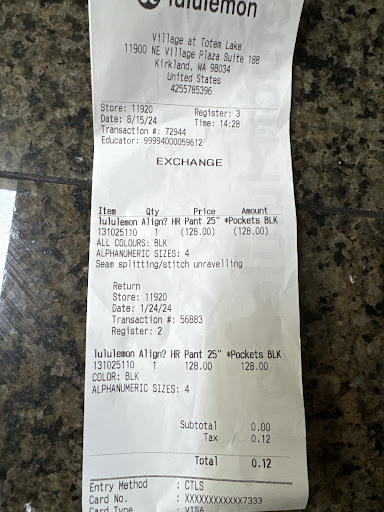 lululemon
Village at Totem Lake
11900 NE Village Plaza Suite 188
Kirkland, WA 98034
United States
4255785396
Store: 11920 Register: 3
Date: 8/15/24 Time: 14:28
Transaction #: 72944
Educator: 99994000059612
EXCHANGE
Item Qty Price Amount
lululemon Align? HR Pant 25" *Pockets BLK
131025110 1 (128.00) (128.00)
ALL COLOURS: BLK
ALPHANUMERIC SIZES: 4
Seam splitting/stitch unravelling
Return
Store: 11920
Date: 1/24/24
Transaction #: 56883
Register: 2
lululemon Align? HR Pant 25" *Pockets BLK
131025110 1 128.00 128.00
COLOR: BLK
ALPHANUMERIC SIZES: 4
Subtotal 0.00
Tax 0.12
Total 0.12
Entry Method : CTLS
Card No. : XXXXXXXXXXXX7333
Card Type : VISA